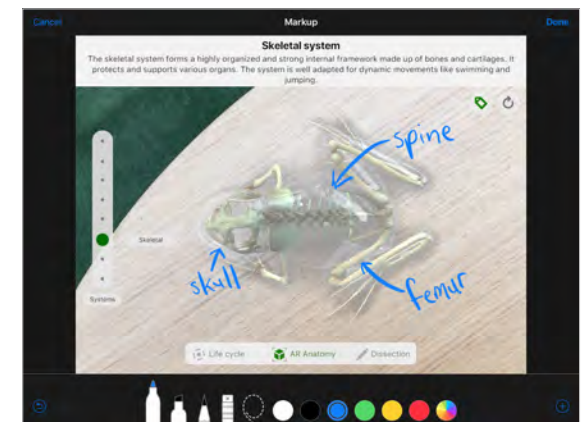 Cancel
Markup
Done
Skeletal system
The skeletal system forms a highly organized and strong internal framework made up of bones and cartilages. It
protects and supports various organs. The system is well adapted for dynamic movements like swimming and
jumping.
spine
Skeletal
skull
femur
Systems
Life cycle
AR Anatomy
Dissection